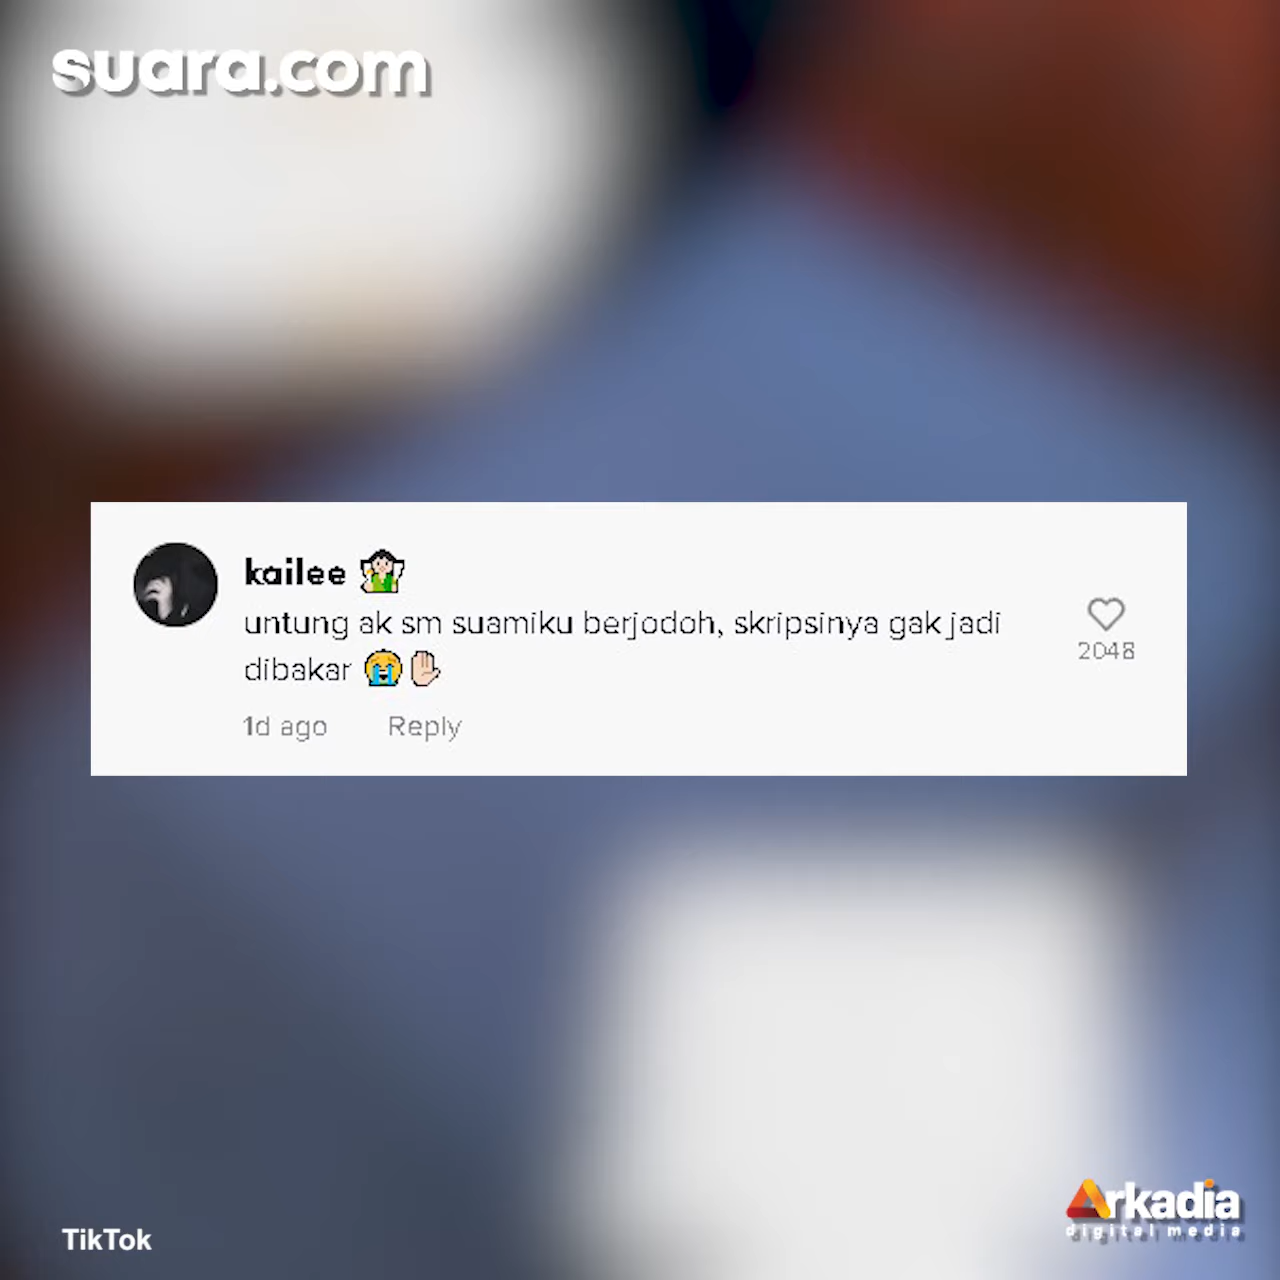 suara.com
kailee 🧚🏻
untung ak sm suamiku berjodoh, skripsinya gak jadi
dibakar 😭✋🏻
2048
1d ago Reply
Arkadia
digital media
TikTok